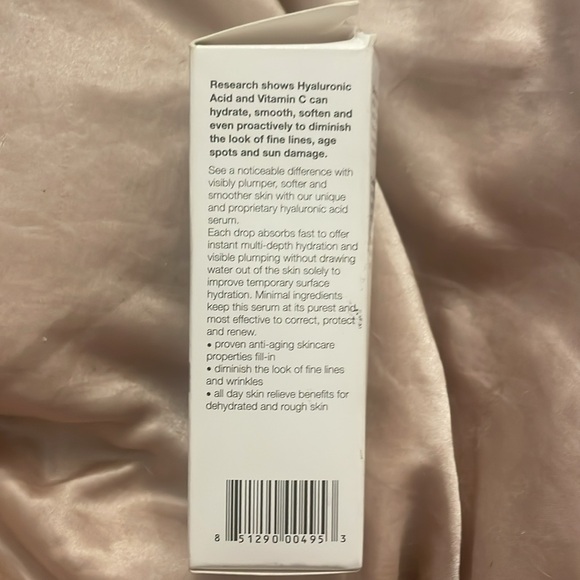 Research shows Hyaluronic
Acid and Vitamin C can
hydrate, smooth, soften and
even proactively to diminish
the look of fine lines, age
spots and sun damage.
See a noticeable difference with
visibly plumper, softer and
smoother skin with our unique
and proprietary hyaluronic acid
serum.
Each drop absorbs fast to offer
instant multi-depth hydration and
visible plumping without drawing
water out of the skin solely to
improve temporary surface
hydration. Minimal ingredients
keep this serum at its purest and
most effective to correct, protect
and renew.
• proven anti-aging skincare
properties fill-in
• diminish the look of fine lines
and wrinkles
• all day skin relieve benefits for
dehydrated and rough skin
8 51290 00495 3